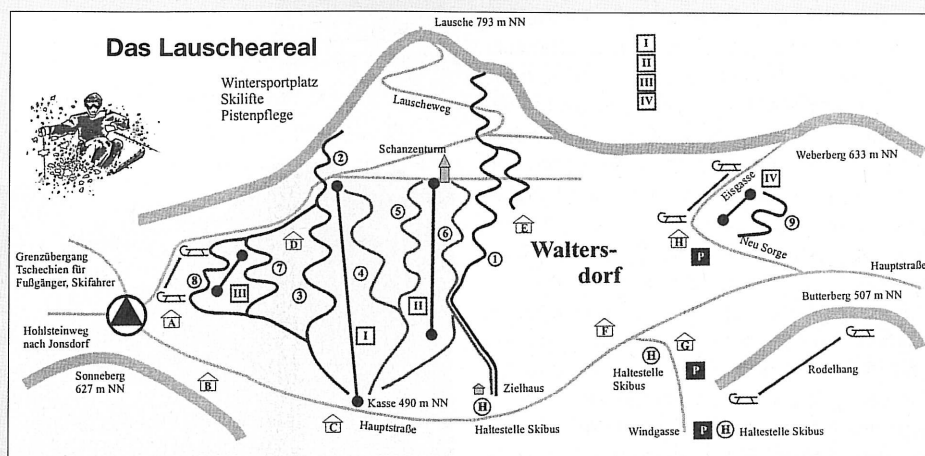 Das Lauscheareal
Wintersportplatz
Skilifte
Pistenpflege
Lausche 793 m NN
I
II
III
IV
Lauscheweg
Schanzenturm
Weberberg 633 m NN
Eisgasse
IV
9
Neu Sorge
H
P
E
Walters-
dorf
Hauptstraße
Butterberg 507 m NN
Rodelhang
2
5
6
1
D
4
3
7
8
III
II
I
A
Grenzübergang
Tschechien für
Fußgänger, Skifahrer
Hohlsteinweg
nach Jonsdorf
Sonneberg
627 m NN
B
C
Kasse 490 m NN
Hauptstraße
Zielhaus
H
Haltestelle Skibus
F
G
H
Haltestelle
Skibus
P
Windgasse
P
H
Haltestelle Skibus